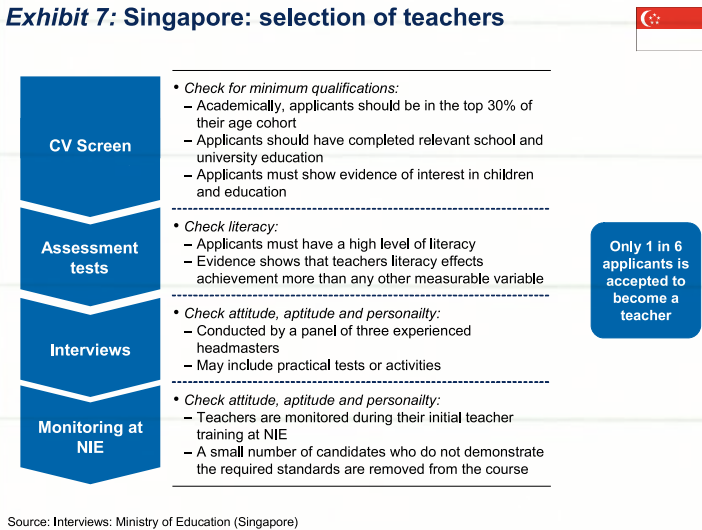 Exhibit 7: Singapore: selection of teachers
CV Screen
• Check for minimum qualifications:
– Academically, applicants should be in the top 30% of
their age cohort
– Applicants should have completed relevant school and
university education
– Applicants must show evidence of interest in children
and education
Assessment
tests
• Check literacy:
– Applicants must have a high level of literacy
– Evidence shows that teachers literacy effects
achievement more than any other measurable variable
Interviews
• Check attitude, aptitude and personailty:
– Conducted by a panel of three experienced
headmasters
– May include practical tests or activities
Monitoring at
NIE
• Check attitude, aptitude and personailty:
– Teachers are monitored during their initial teacher
training at NIE
– A small number of candidates who do not demonstrate
the required standards are removed from the course
Only 1 in 6
applicants is
accepted to
become a
teacher
Source: Interviews: Ministry of Education (Singapore)